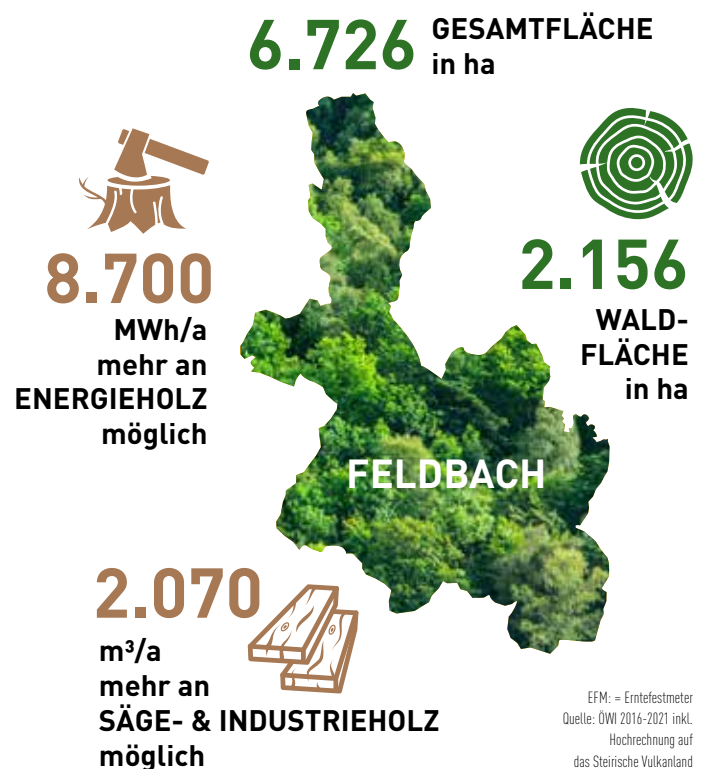 6.726 GESAMTFLÄCHE
in ha
8.700
MWh/a
mehr an
ENERGIEHOLZ
möglich
2.156
WALD-
FLÄCHE
in ha
FELDBACH
2.070
m³/a
mehr an
SÄGE- & INDUSTRIEHOLZ
möglich
EFM: = Erntefestmeter
Quelle: ÖWI 2016-2021 inkl.
Hochrechnung auf
das Steirische Vulkanland